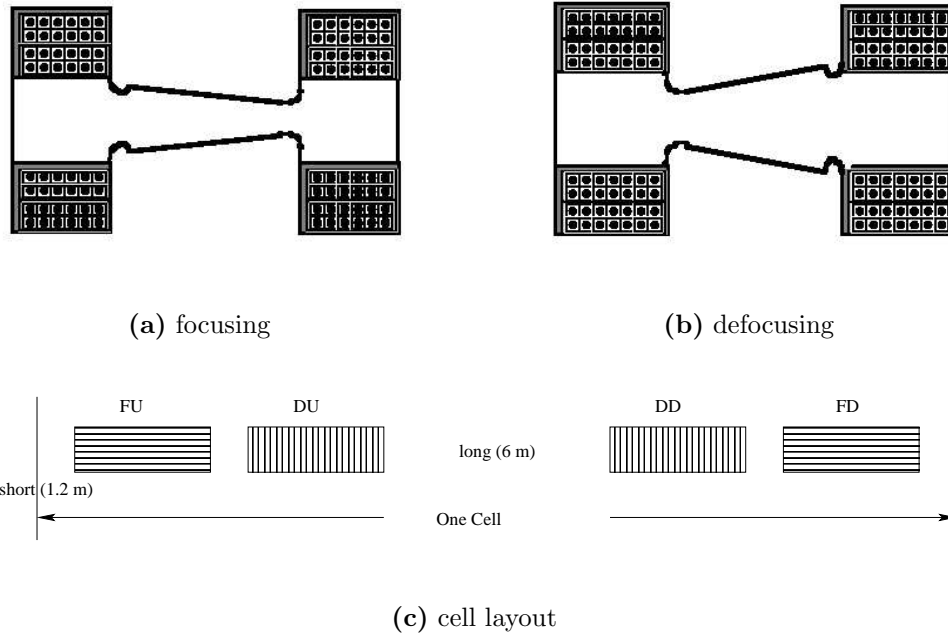 (a) focusing
(b) defocusing
FU
DU
DD
FD
long (6 m)
short (1.2 m)
One Cell
(c) cell layout